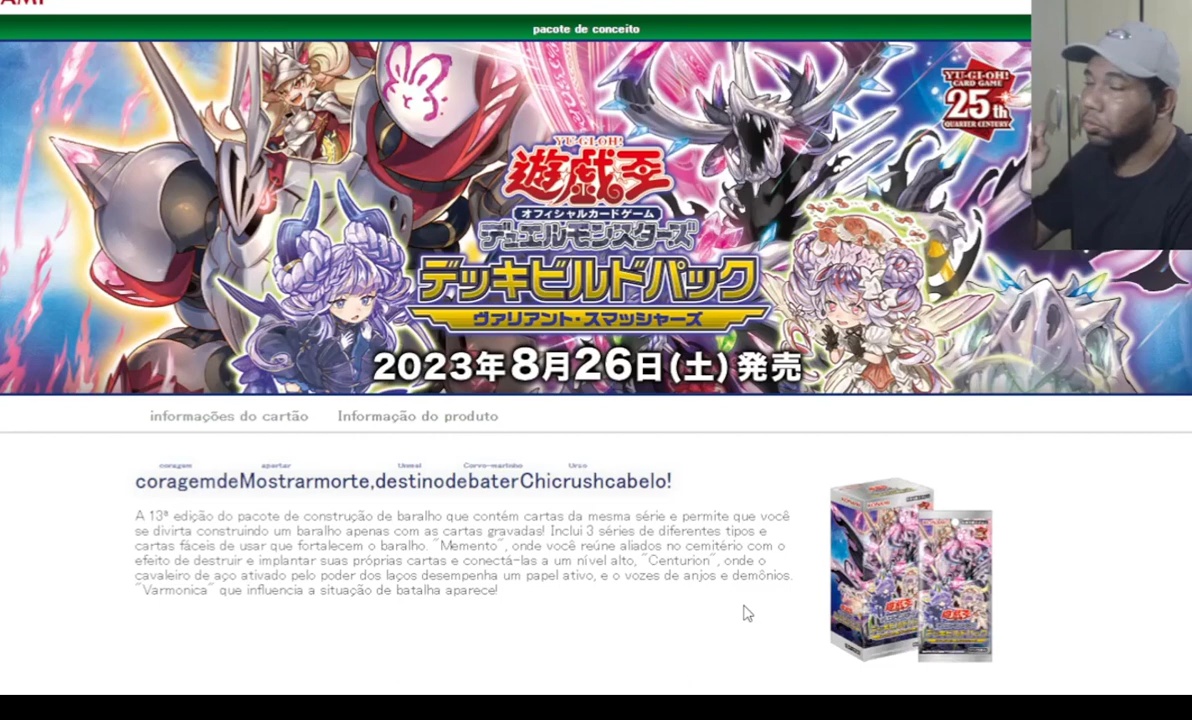 pacote de conceito
YU-GI-OH!
CARD GAME
25th
QUARTER CENTURY
YU-GI-OH!
遊戯王
オフィシャルカードゲーム
デュエルモンスターズ
デッキビルドパック
ヴァリアント・スマッシャーズ
2023年8月26日(土)発売
informações do cartão Informação do produto
coragem apertar Unmei Corvo-marinho Urso
coragemdeMostrarmorte,destinodebaterChicrushcabelo!
A 13ª edição do pacote de construção de baralho que contém cartas da mesma série e permite que você
se divirta construindo um baralho apenas com as cartas gravadas! Inclui 3 séries de diferentes tipos e
cartas fáceis de usar que fortalecem o baralho. "Memento", onde você reúne aliados no cemitério com o
efeito de destruir e implantar suas próprias cartas e conectá-las a um nível alto, "Centurion", onde o
cavaleiro de aço ativado pelo poder dos laços desempenha um papel ativo, e o vozes de anjos e demônios.
"Varmonica" que influencia a situação de batalha aparece!